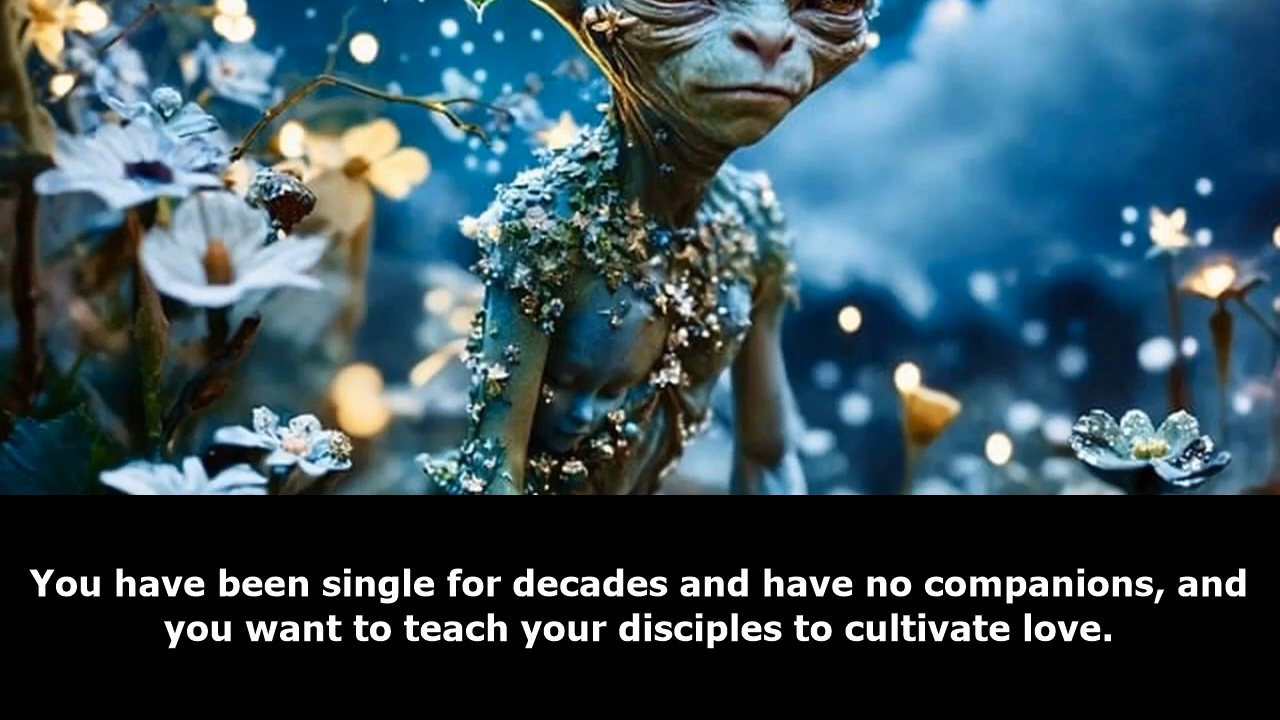 You have been single for decades and have no companions, and
you want to teach your disciples to cultivate love.